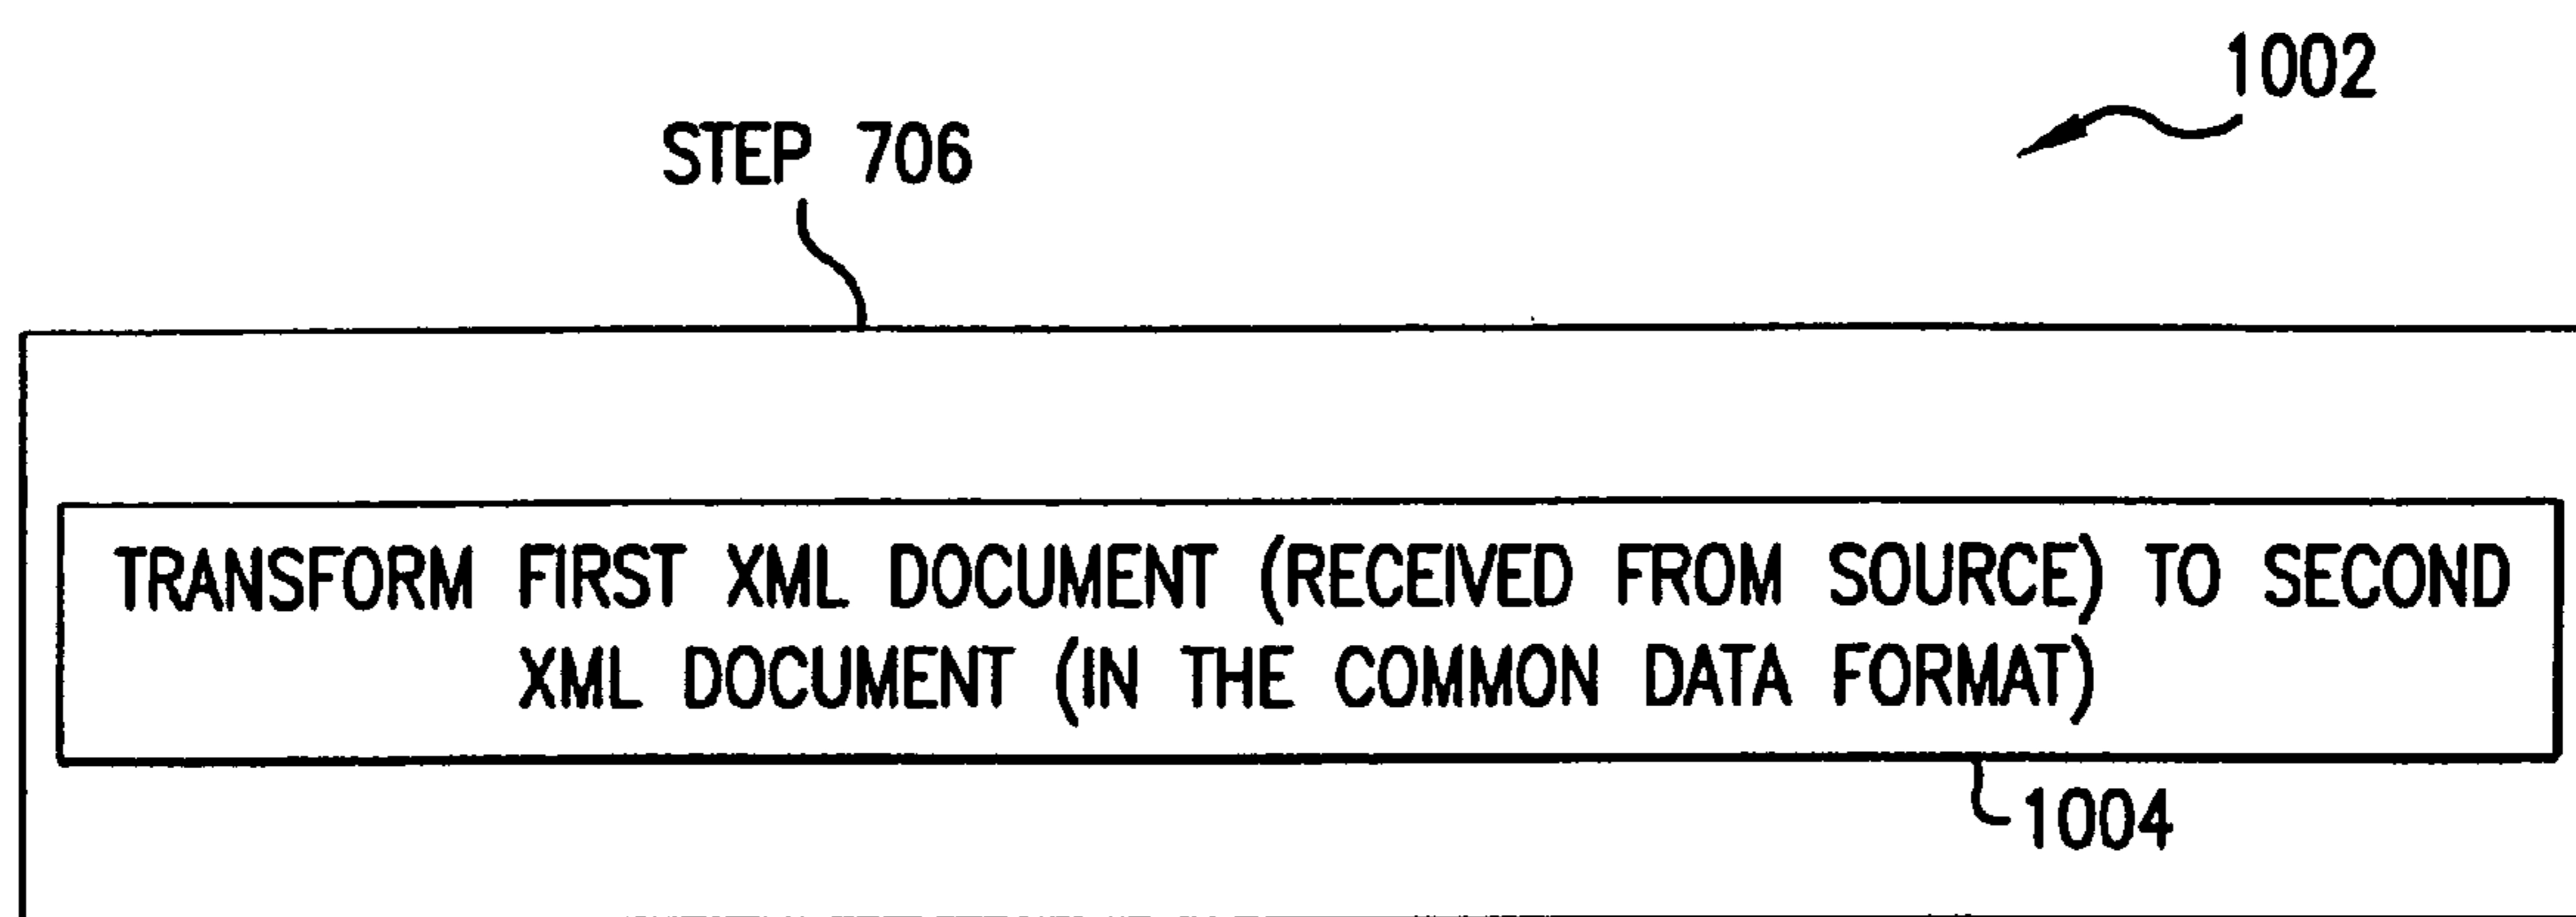 1002
STEP 706
TRANSFORM FIRST XML DOCUMENT (RECEIVED FROM SOURCE) TO SECOND
XML DOCUMENT (IN THE COMMON DATA FORMAT)
1004